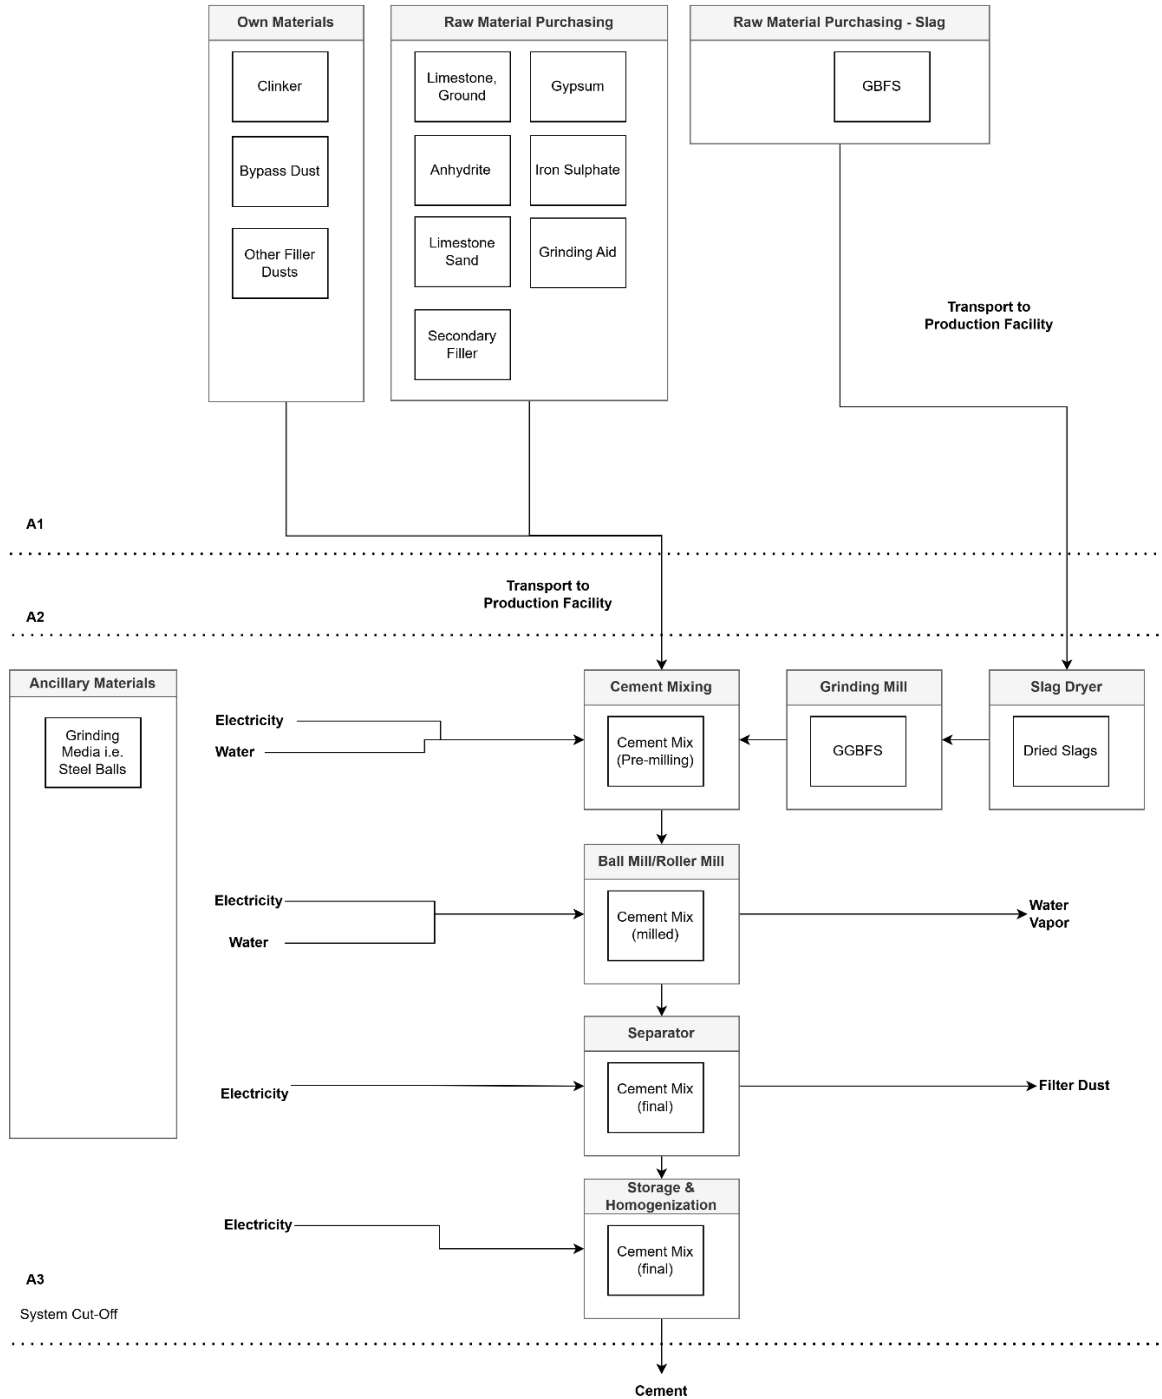 Own Materials
Raw Material Purchasing
Raw Material Purchasing - Slag
Clinker
Limestone,
Ground
Gypsum
GBFS
Bypass Dust
Anhydrite
Iron Sulphate
Other Filler
Dusts
Limestone
Sand
Grinding Aid
Secondary
Filler
Transport to
Production Facility
A1
Transport to
Production Facility
A2
Ancillary Materials
Cement Mixing
Grinding Mill
Slag Dryer
Grinding
Media i.e.
Steel Balls
Electricity
Water
Cement Mix
(Pre-milling)
GGBFS
Dried Slags
Ball Mill/Roller Mill
Electricity
Water
Cement Mix
(milled)
Water
Vapor
Separator
Electricity
Cement Mix
(final)
Filter Dust
Storage &
Homogenization
Electricity
Cement Mix
(final)
A3
System Cut-Off
Cement